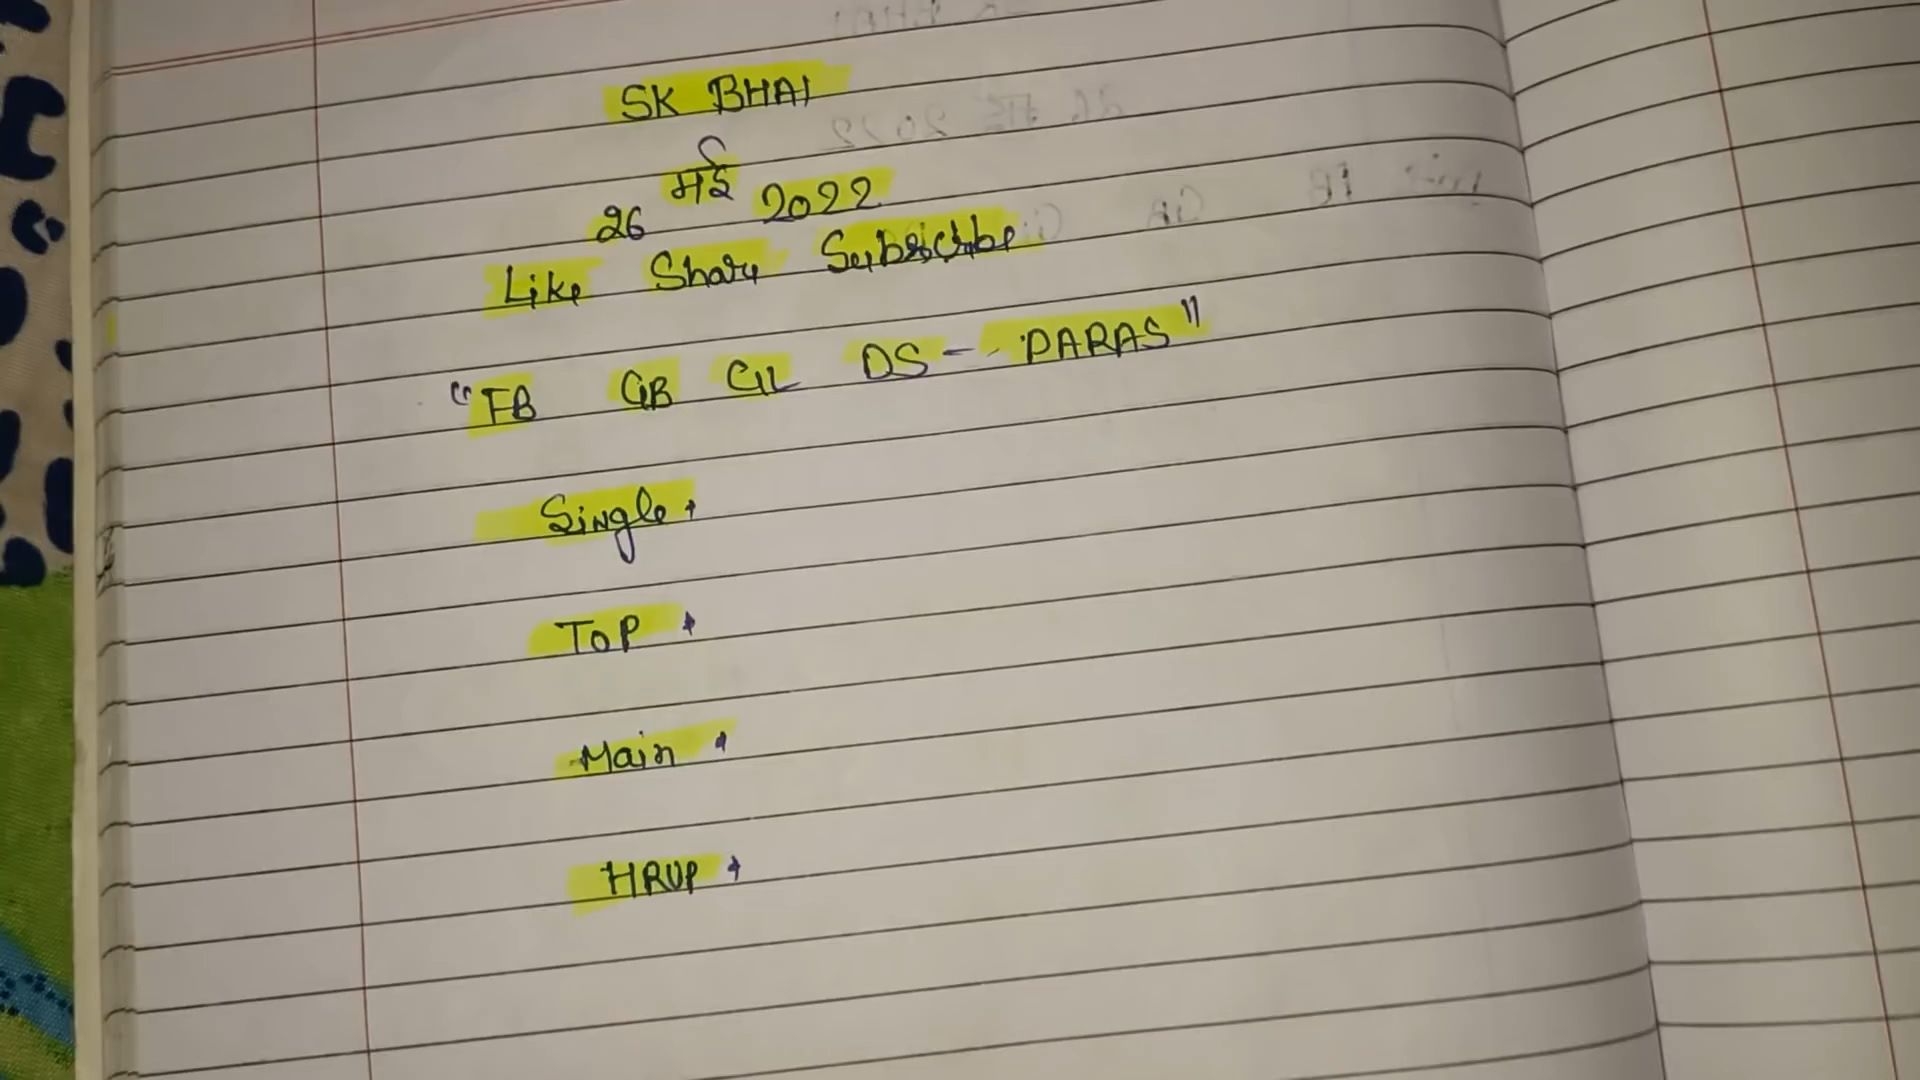 SK BHAI
26 मई 2022
Like Share Subscribe
"FB GB GL DS - PARAS"
Single
TOP
Main
HRUP